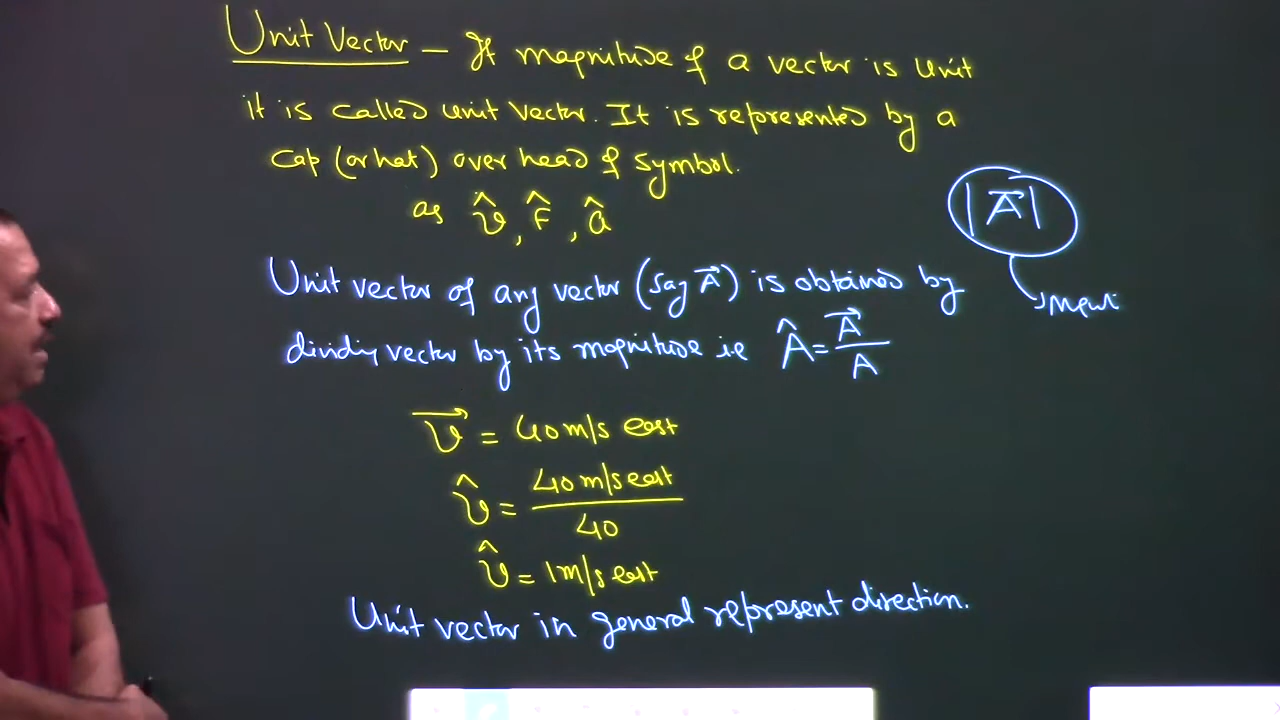 Unit Vector – If magnitude of a vector is unit
it is called unit vector. It is represented by a
cap (or hat) over head of symbol.
as v̂, F̂, â
|A⃗|
Unit vector of any vector (say A⃗) is obtained by
dividing vector by its magnitude i.e Â = A⃗/A
v⃗ = 40 m/s east
v̂ = 40 m/s east / 40
v̂ = 1 m/s east
Unit vector in general represent direction.